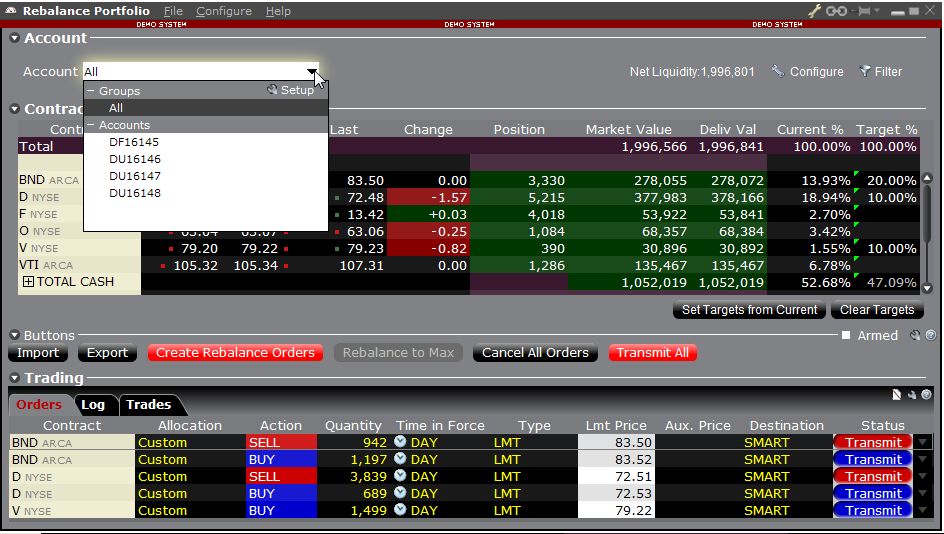 Rebalance Portfolio File Configure Help
DEMO SYSTEM DEMO SYSTEM DEMO SYSTEM
Account
Account All Net Liquidity:1,996,801 Configure Filter
Groups Setup
All
Accounts
DF16145
DU16146
DU16147
DU16148
Contrac
Contr Last Change Position Market Value Deliv Val Current % Target %
Total 1,996,566 1,996,841 100.00% 100.00%
BND ARCA 83.50 0.00 3,330 278,055 278,072 13.93% 20.00%
D NYSE 72.48 -1.57 5,215 377,983 378,166 18.94% 10.00%
F NYSE 13.42 +0.03 4,018 53,922 53,841 2.70%
O NYSE 63.06 -0.25 1,084 68,357 68,384 3.42%
V NYSE 79.20 79.22 79.23 -0.82 390 30,896 30,892 1.55% 10.00%
VTI ARCA 105.32 105.34 107.31 0.00 1,286 135,467 135,467 6.78%
TOTAL CASH 1,052,019 1,052,019 52.68% 47.09%
Set Targets from Current Clear Targets
Buttons Armed
Import Export Create Rebalance Orders Rebalance to Max Cancel All Orders Transmit All
Trading
Orders Log Trades
Contract Allocation Action Quantity Time in Force Type Lmt Price Aux. Price Destination Status
BND ARCA Custom SELL 942 DAY LMT 83.50 SMART Transmit
BND ARCA Custom BUY 1,197 DAY LMT 83.52 SMART Transmit
D NYSE Custom SELL 3,839 DAY LMT 72.51 SMART Transmit
D NYSE Custom BUY 689 DAY LMT 72.53 SMART Transmit
V NYSE Custom BUY 1,499 DAY LMT 79.22 SMART Transmit